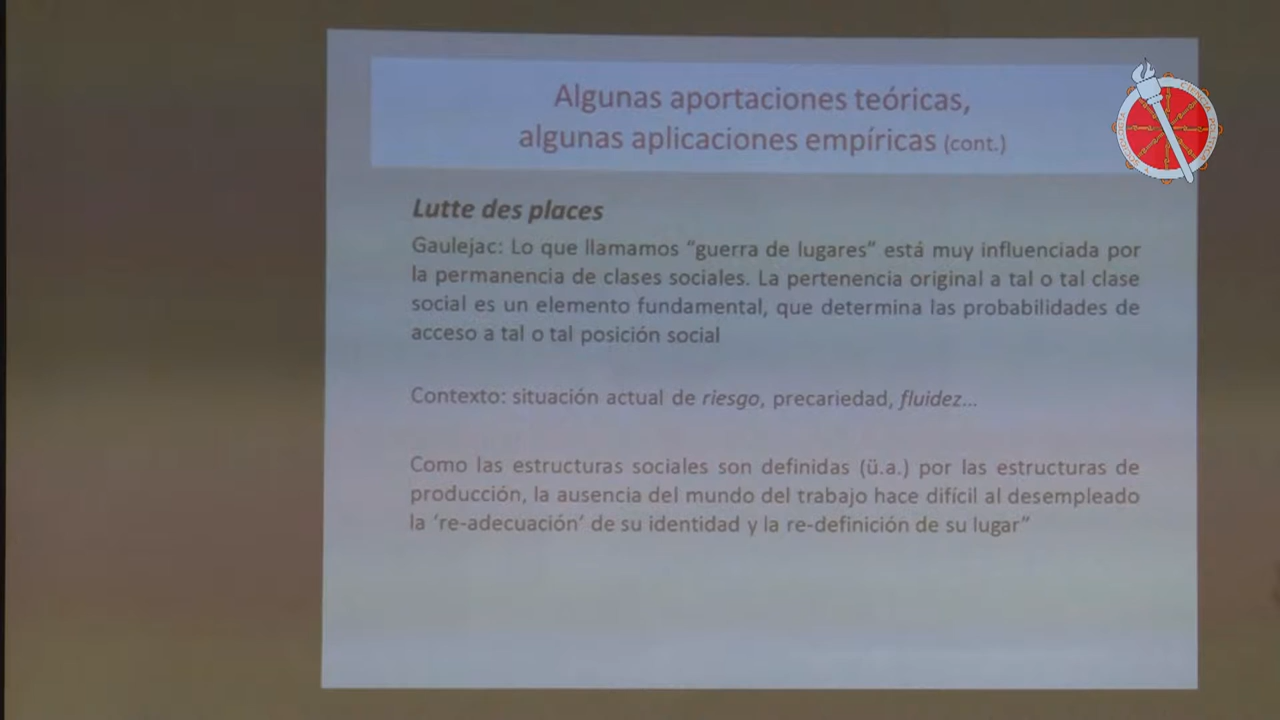 Algunas aportaciones teóricas,
algunas aplicaciones empíricas (cont.)
CIENCIA POLÍTICA
Y SOCIOLOGÍA
Lutte des places
Gaulejac: Lo que llamamos “guerra de lugares” está muy influenciada por
la permanencia de clases sociales. La pertenencia original a tal o tal clase
social es un elemento fundamental, que determina las probabilidades de
acceso a tal o tal posición social
Contexto: situación actual de riesgo, precariedad, fluidez...
Como las estructuras sociales son definidas (ü.a.) por las estructuras de
producción, la ausencia del mundo del trabajo hace difícil al desempleado
la ‘re-adecuación’ de su identidad y la re-definición de su lugar”